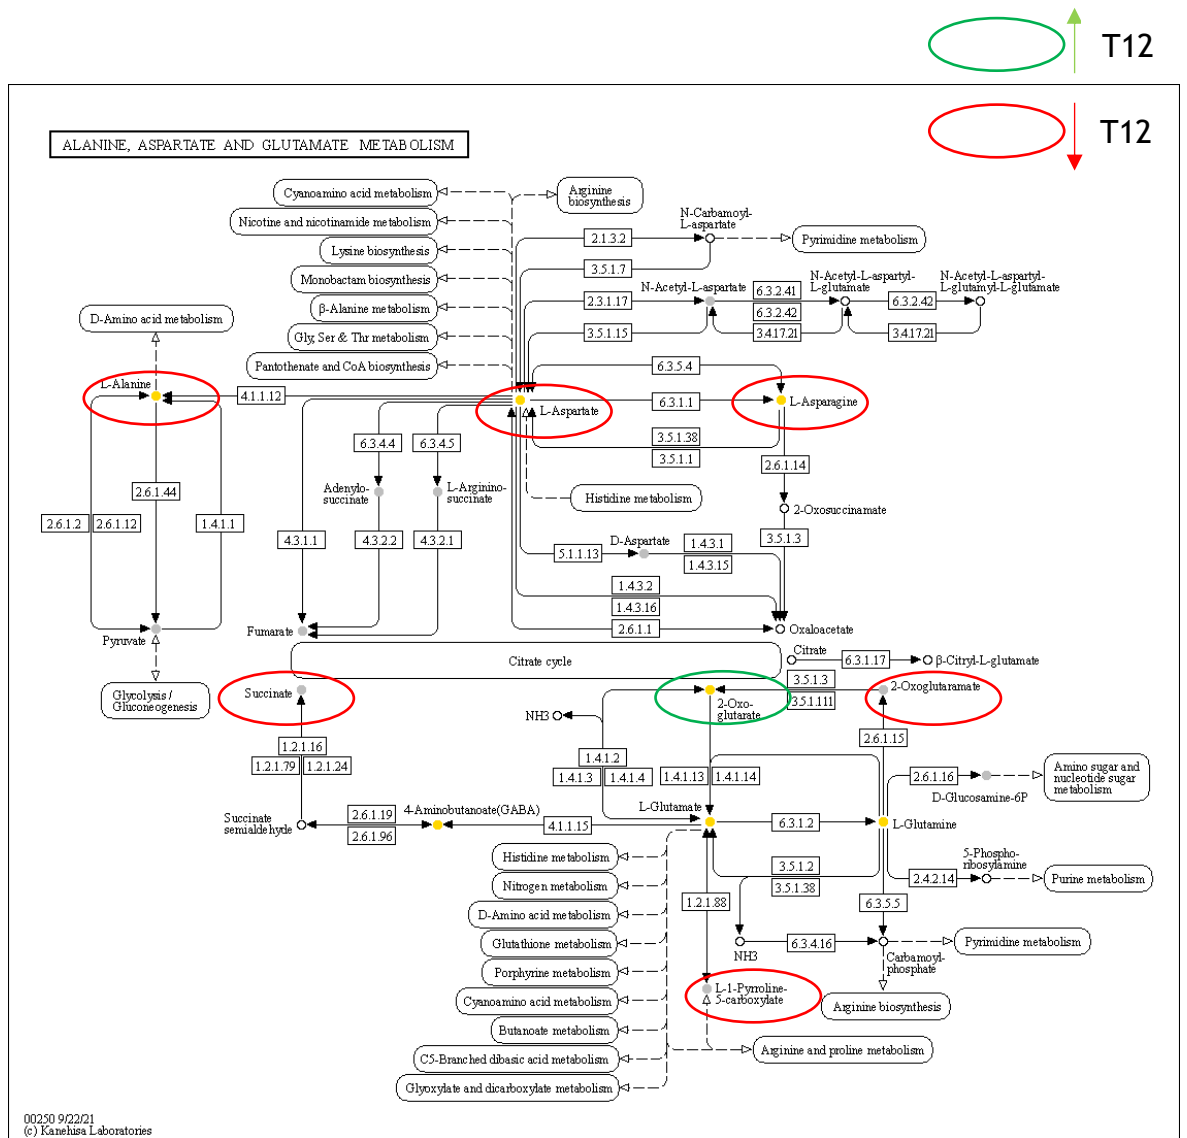 T12
T12
ALANINE, ASPARTATE AND GLUTAMATE METABOLISM
Cyanoamino acid metabolism
Arginine
biosynthesis
Nicotine and nicotinamide metabolism
N-Carbamoyl-
L-aspartate
2.1.3.2
Pyrimidine metabolism
Lysine biosynthesis
3.5.1.7
Monobactam biosynthesis
N-Acetyl-L-aspartate
6.3.2.41
N-Acetyl-L-aspartyl-
L-glutamate
N-Acetyl-L-aspartyl-
L-glutamyl-L-glutamate
2.3.1.17
6.3.2.42
6.3.2.42
β-Alanine metabolism
D-Amino acid metabolism
3.5.1.15
3.4.17.21
3.4.17.21
Gly, Ser & Thr metabolism
Pantothenate and CoA biosynthesis
6.3.5.4
L-Alanine
4.1.1.12
L-Aspartate
6.3.1.1
L-Asparagine
6.3.4.4
6.3.4.5
3.5.1.38
3.5.1.1
2.6.1.14
2.6.1.44
Adenylo-
succinate
L-Arginino-
succinate
Histidine metabolism
2-Oxosuccinamate
2.6.1.2
2.6.1.12
1.4.1.1
4.3.1.1
4.3.2.2
4.3.2.1
3.5.1.3
D-Aspartate
5.1.1.13
1.4.3.1
1.4.3.15
1.4.3.2
1.4.3.16
2.6.1.1
Pyruvate
Fumarate
Oxaloacetate
Citrate cycle
Citrate
6.3.1.17
β-Citryl-L-glutamate
Glycolysis /
Gluconeogenesis
Succinate
3.5.1.3
3.5.1.111
2-Oxoglutaramate
2-Oxo-
glutarate
NH3
1.2.1.16
1.2.1.79
1.2.1.24
1.4.1.2
1.4.1.3
1.4.1.4
1.4.1.13
1.4.1.14
2.6.1.15
2.6.1.16
Amino sugar and
nucleotide sugar
metabolism
D-Glucosamine-6P
Succinate
semialdehyde
2.6.1.19
2.6.1.96
4-Aminobutanoate(GABA)
4.1.1.15
L-Glutamate
6.3.1.2
L-Glutamine
Histidine metabolism
3.5.1.2
3.5.1.38
5-Phospho-
ribosylamine
2.4.2.14
Purine metabolism
Nitrogen metabolism
1.2.1.88
6.3.5.5
D-Amino acid metabolism
Glutathione metabolism
NH3
6.3.4.16
Carbamoyl-
phosphate
Pyrimidine metabolism
Porphyrine metabolism
L-1-Pyrroline-
5-carboxylate
Cyanoamino acid metabolism
Arginine biosynthesis
Butanoate metabolism
C5-Branched dibasic acid metabolism
Arginine and proline metabolism
Glyoxylate and dicarboxylate metabolism
00250 9/22/21
(c) Kanehisa Laboratories